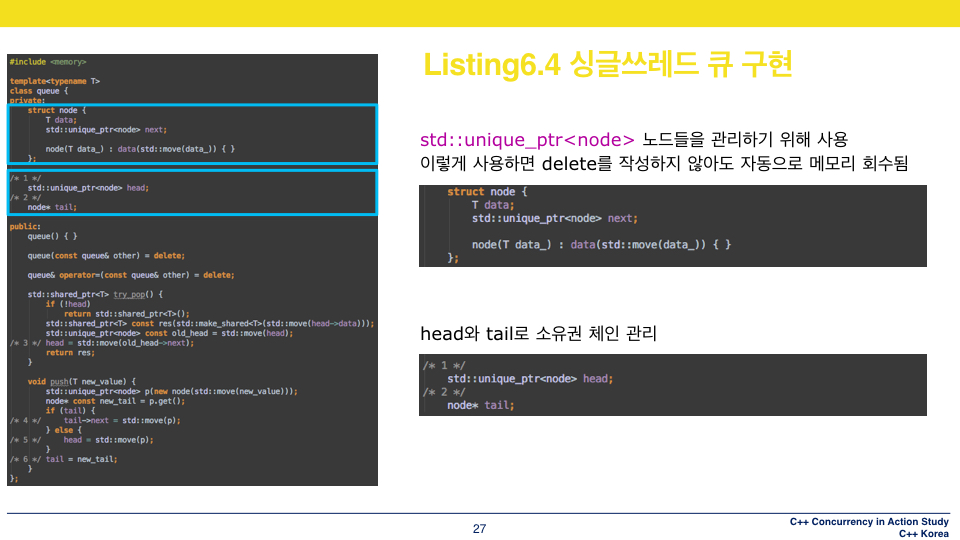 Listing6.4 싱글쓰레드 큐 구현
#include <memory>
template<typename T>
class queue {
private:
struct node {
T data;
std::unique_ptr<node> next;
node(T data_) : data(std::move(data_)) { }
};
/* 1 */
std::unique_ptr<node> head;
/* 2 */
node* tail;
public:
queue() { }
queue(const queue& other) = delete;
queue& operator=(const queue& other) = delete;
std::shared_ptr<T> try_pop() {
if (!head)
return std::shared_ptr<T>();
std::shared_ptr<T> const res(std::make_shared<T>(std::move(head->data)));
std::unique_ptr<node> const old_head = std::move(head);
/* 3 */ head = std::move(old_head->next);
return res;
}
void push(T new_value) {
std::unique_ptr<node> p(new node(std::move(new_value)));
node* const new_tail = p.get();
if (tail) {
/* 4 */ tail->next = std::move(p);
} else {
/* 5 */ head = std::move(p);
}
/* 6 */ tail = new_tail;
}
};
std::unique_ptr<node> 노드들을 관리하기 위해 사용
이렇게 사용하면 delete를 작성하지 않아도 자동으로 메모리 회수됨
struct node {
T data;
std::unique_ptr<node> next;
node(T data_) : data(std::move(data_)) { }
};
head와 tail로 소유권 체인 관리
/* 1 */
std::unique_ptr<node> head;
/* 2 */
node* tail;
27
C++ Concurrency in Action Study
C++ Korea